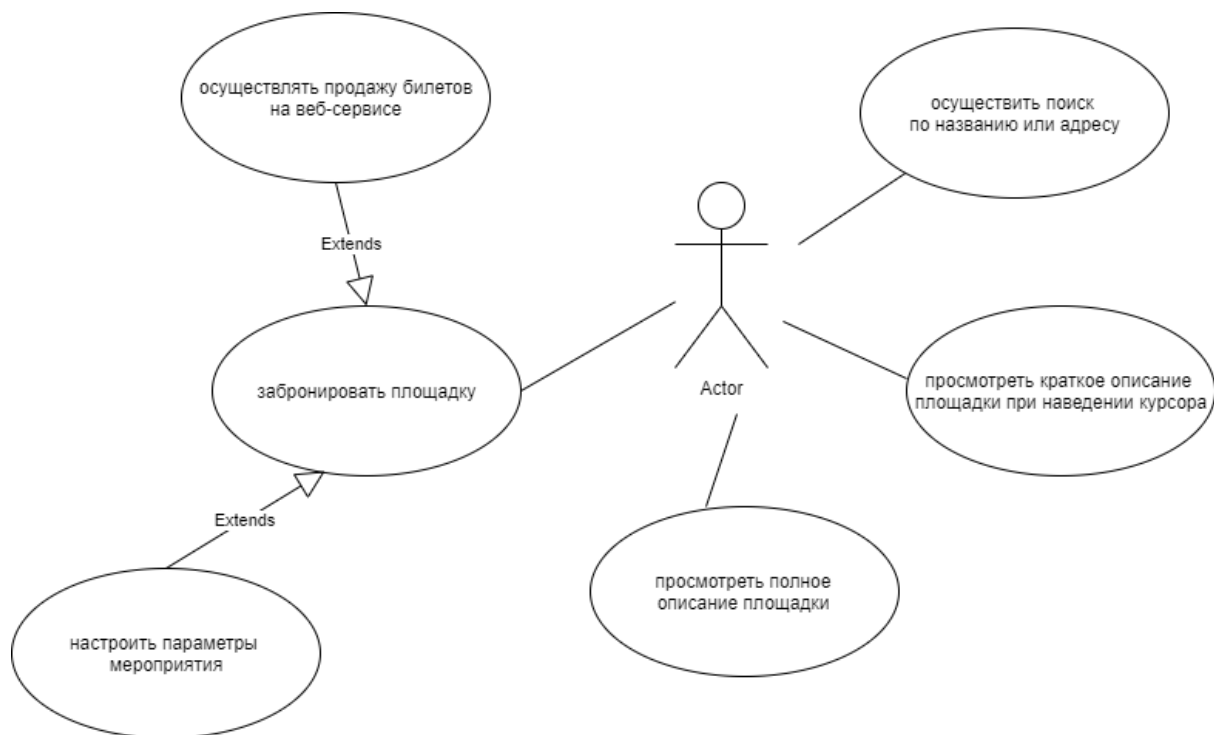 осуществлять продажу билетов
на веб-сервисе
осуществить поиск
по названию или адресу
Extends
забронировать площадку
Actor
просмотреть краткое описание
площадки при наведении курсора
Extends
просмотреть полное
описание площадки
настроить параметры
мероприятия